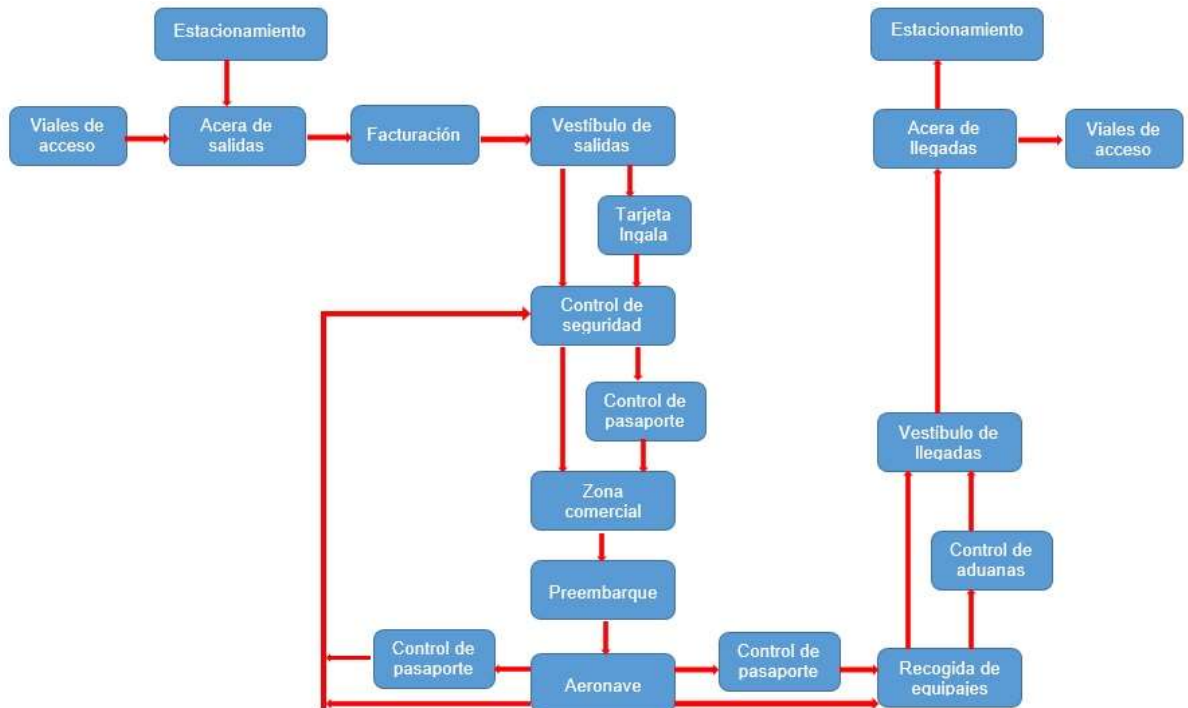 Estacionamiento
Estacionamiento
Viales de
acceso
Acera de
salidas
Facturación
Vestíbulo de
salidas
Acera de
llegadas
Viales de
acceso
Tarjeta
Ingala
Control de
seguridad
Control de
pasaporte
Vestíbulo de
llegadas
Zona
comercial
Control de
aduanas
Preembarque
Control de
pasaporte
Aeronave
Control de
pasaporte
Recogida de
equipajes